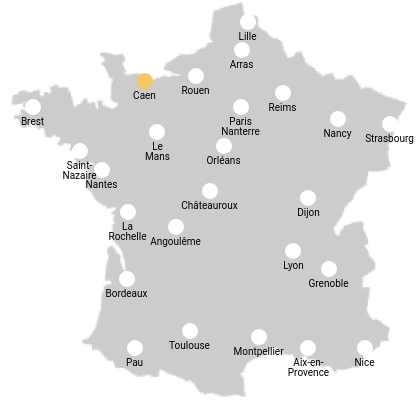 Lille
Arras
Rouen
Caen
Reims
Brest
Paris
Nanterre
Nancy
Strasbourg
Le
Mans
Orléans
Saint-
Nazaire
Nantes
Châteauroux
Dijon
La
Rochelle
Angoulême
Lyon
Grenoble
Bordeaux
Toulouse
Montpellier
Pau
Aix-en-
Provence
Nice